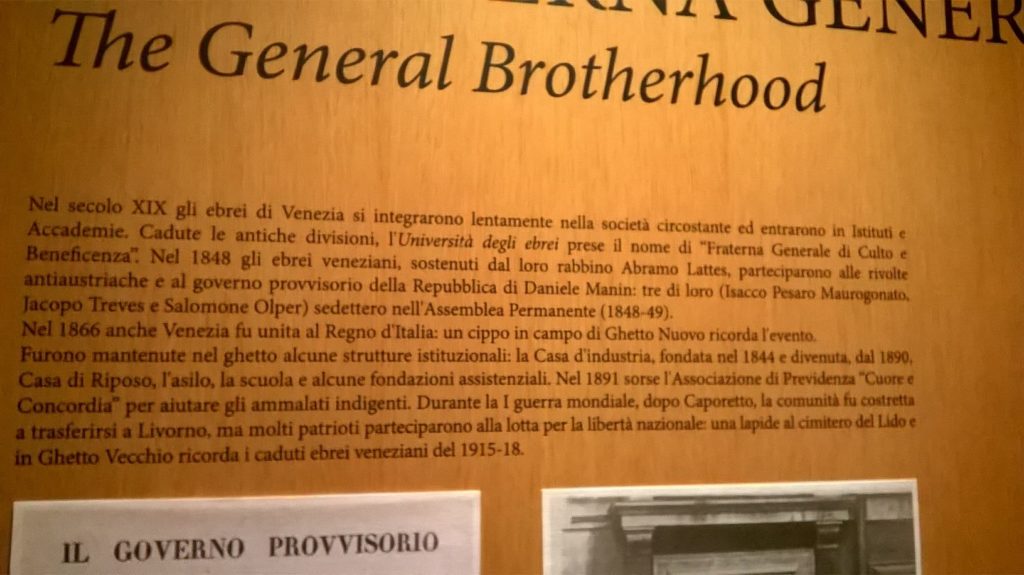 ERNA GENER
The General Brotherhood
Nel secolo XIX gli ebrei di Venezia si integrarono lentamente nella società circostante ed entrarono in Istituti e
Accademie. Cadute le antiche divisioni, l'Università degli ebrei prese il nome di "Fraterna Generale di Culto e
Beneficenza". Nel 1848 gli ebrei veneziani, sostenuti dal loro rabbino Abramo Lattes, parteciparono alle rivolte
antiaustriache e al governo provvisorio della Repubblica di Daniele Manin: tre di loro (Isacco Pesaro Maurogonato,
Jacopo Treves e Salomone Olper) sedettero nell'Assemblea Permanente (1848-49).
Nel 1866 anche Venezia fu unita al Regno d'Italia: un cippo in campo di Ghetto Nuovo ricorda l'evento.
Furono mantenute nel ghetto alcune strutture istituzionali: la Casa d'industria, fondata nel 1844 e divenuta, dal 1890,
Casa di Riposo, l'asilo, la scuola e alcune fondazioni assistenziali. Nel 1891 sorse l'Associazione di Previdenza "Cuore e
Concordia" per aiutare gli ammalati indigenti. Durante la I guerra mondiale, dopo Caporetto, la comunità fu costretta
a trasferirsi a Livorno, ma molti patrioti parteciparono alla lotta per la libertà nazionale: una lapide al cimitero del Lido e
in Ghetto Vecchio ricorda i caduti ebrei veneziani del 1915-18.
IL GOVERNO PROVVISORIO